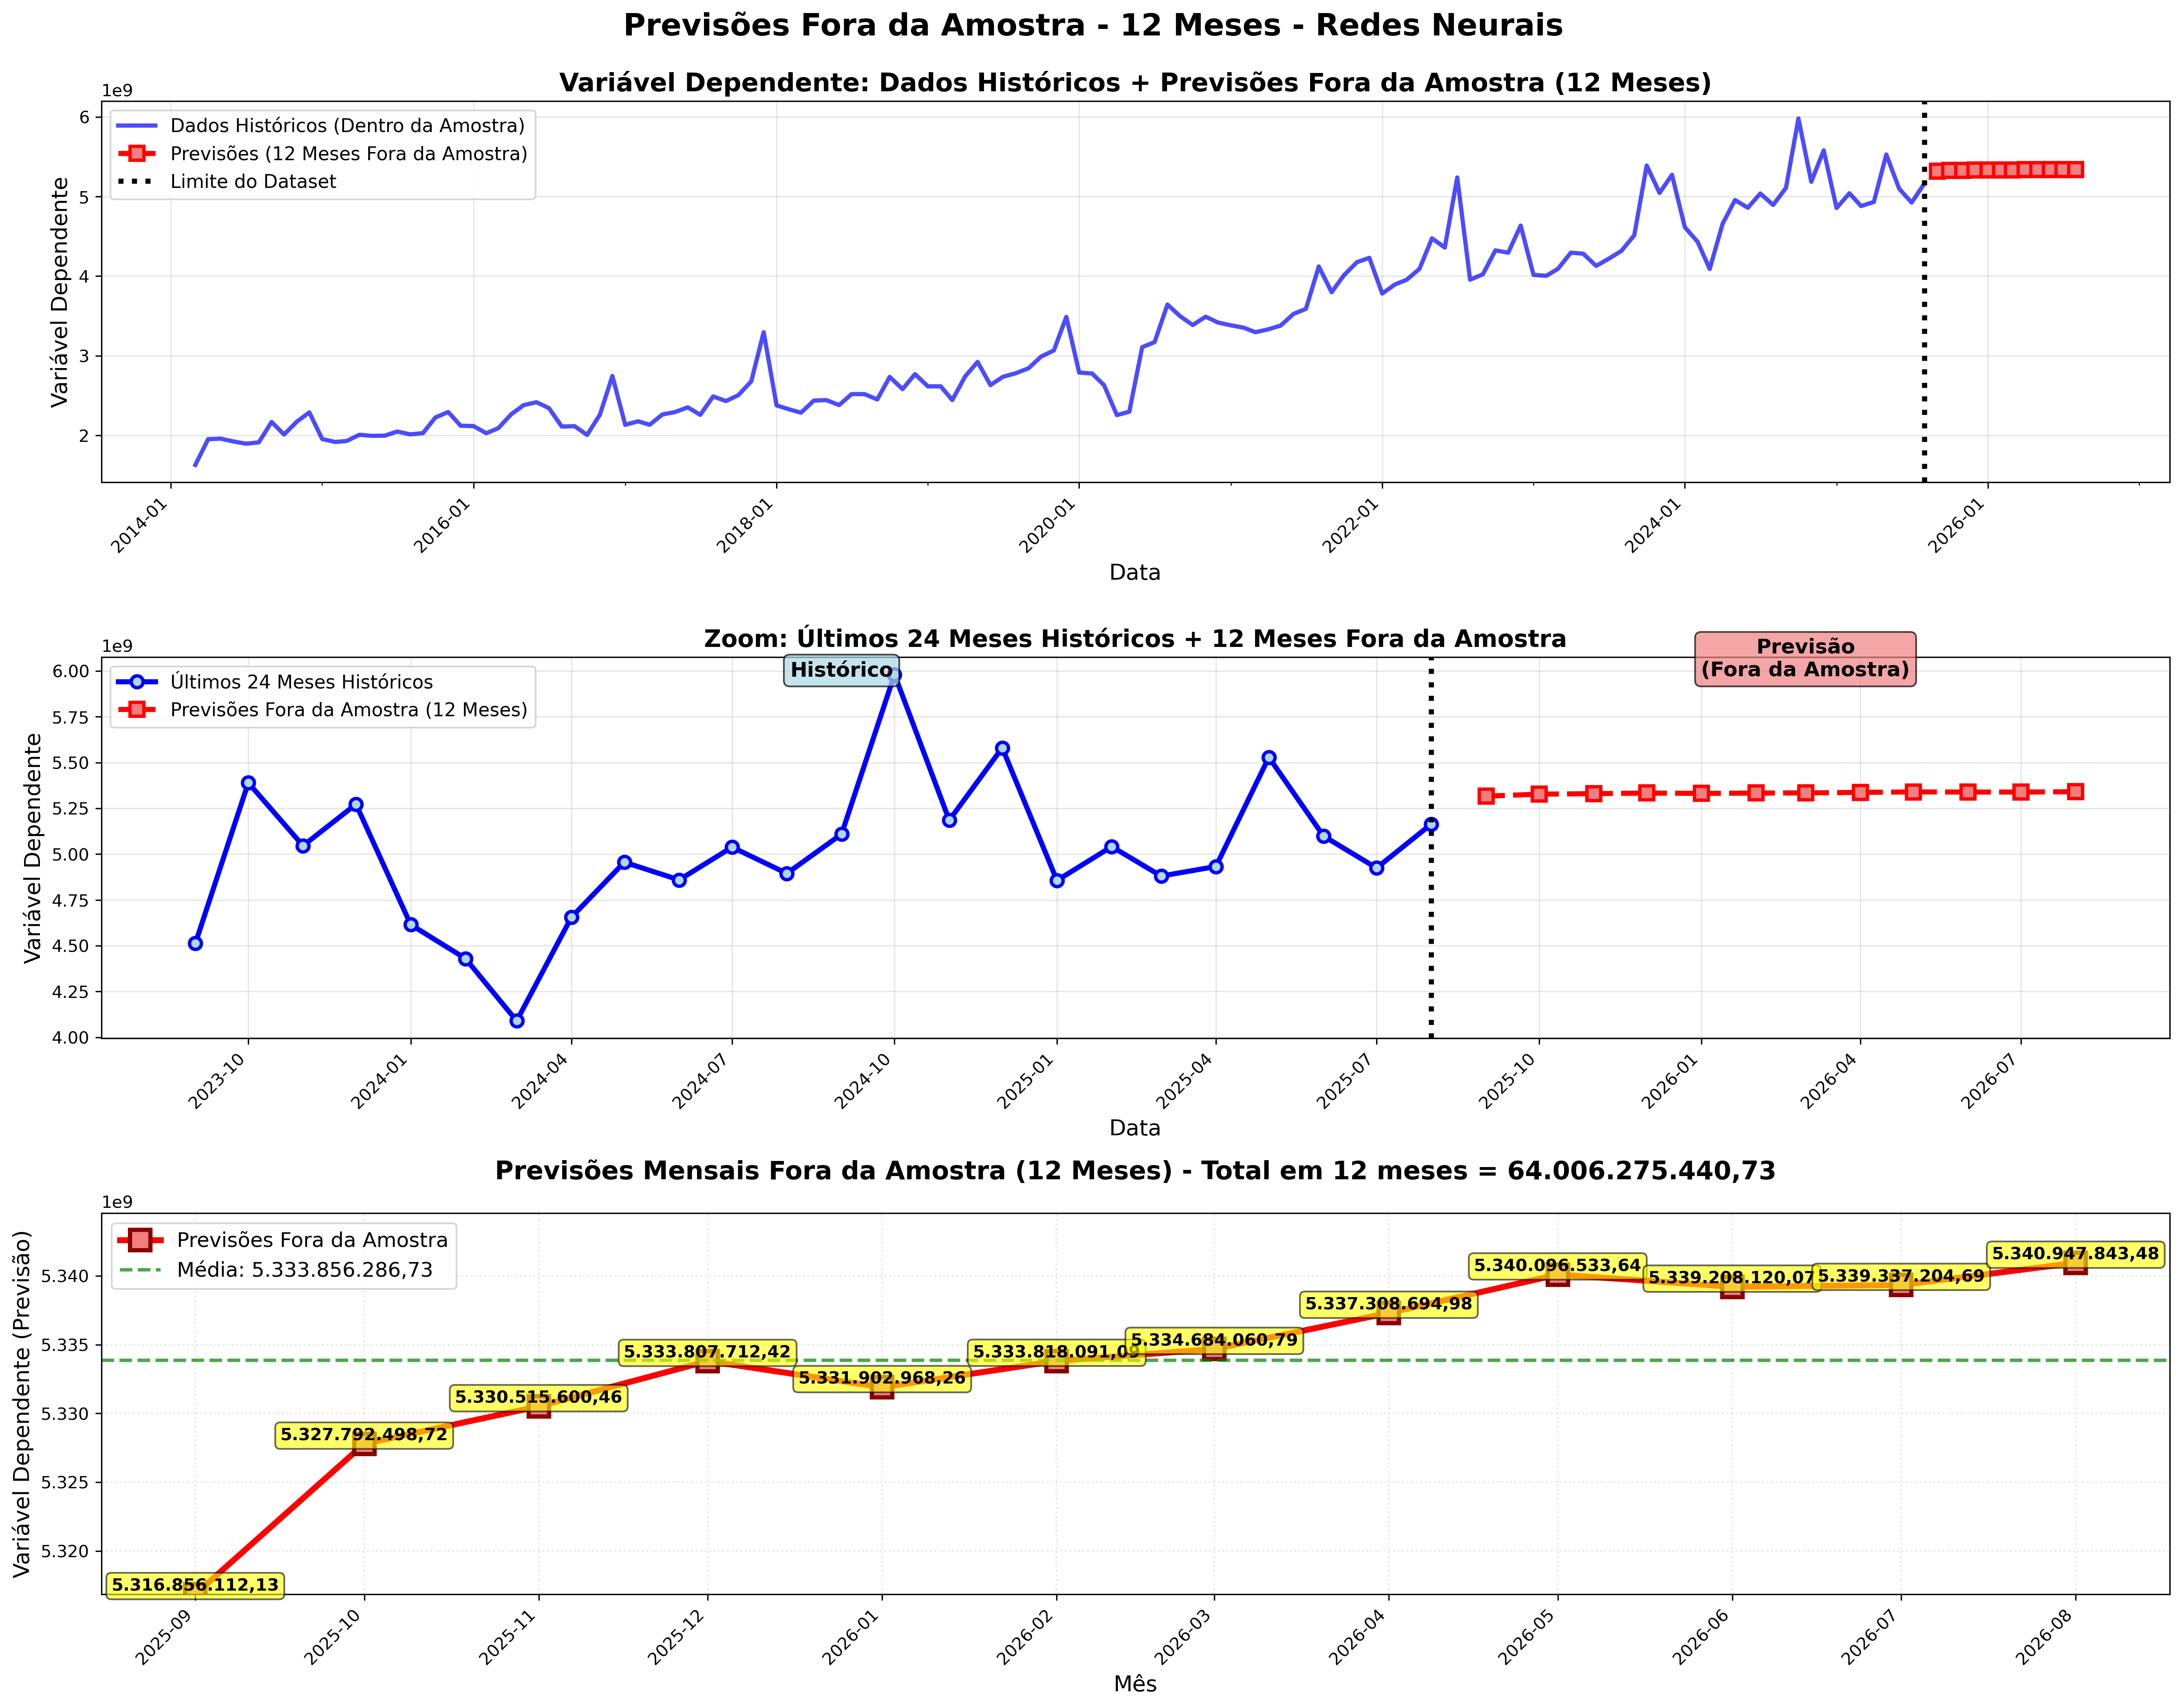 Previsões Fora da Amostra - 12 Meses - Redes Neurais
Variável Dependente: Dados Históricos + Previsões Fora da Amostra (12 Meses)
1e9
Dados Históricos (Dentro da Amostra)
Previsões (12 Meses Fora da Amostra)
Limite do Dataset
Variável Dependente
6
5
4
3
2
2014-01
2016-01
2018-01
2020-01
2022-01
2024-01
2026-01
Data
Zoom: Últimos 24 Meses Históricos + 12 Meses Fora da Amostra
1e9
Últimos 24 Meses Históricos
Previsões Fora da Amostra (12 Meses)
Histórico
Previsão
(Fora da Amostra)
Variável Dependente
6.00
5.75
5.50
5.25
5.00
4.75
4.50
4.25
4.00
2023-10
2024-01
2024-04
2024-07
2024-10
2025-01
2025-04
2025-07
2025-10
2026-01
2026-04
2026-07
Data
Previsões Mensais Fora da Amostra (12 Meses) - Total em 12 meses = 64.006.275.440,73
1e9
Previsões Fora da Amostra
Média: 5.333.856.286,73
Variável Dependente (Previsão)
5.340
5.335
5.330
5.325
5.320
5.316.856.112,13
5.327.792.498,72
5.330.515.600,46
5.333.807.712,42
5.331.902.968,26
5.333.818.091,09
5.334.684.060,79
5.337.308.694,98
5.340.096.533,64
5.339.208.120,07
5.339.337.204,69
5.340.947.843,48
2025-09
2025-10
2025-11
2025-12
2026-01
2026-02
2026-03
2026-04
2026-05
2026-06
2026-07
2026-08
Mês